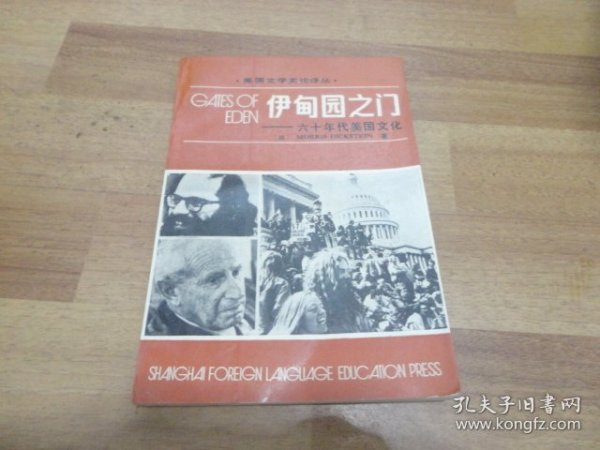 ·美国文学史论译丛·
GATES OF
EDEN
伊甸园之门
——六十年代美国文化
〔美〕MORRIS DICKSTEIN 著
SHANGHAI FOREIGN LANGUAGE EDUCATION PRESS
孔夫子旧书网
www.kongfz.com